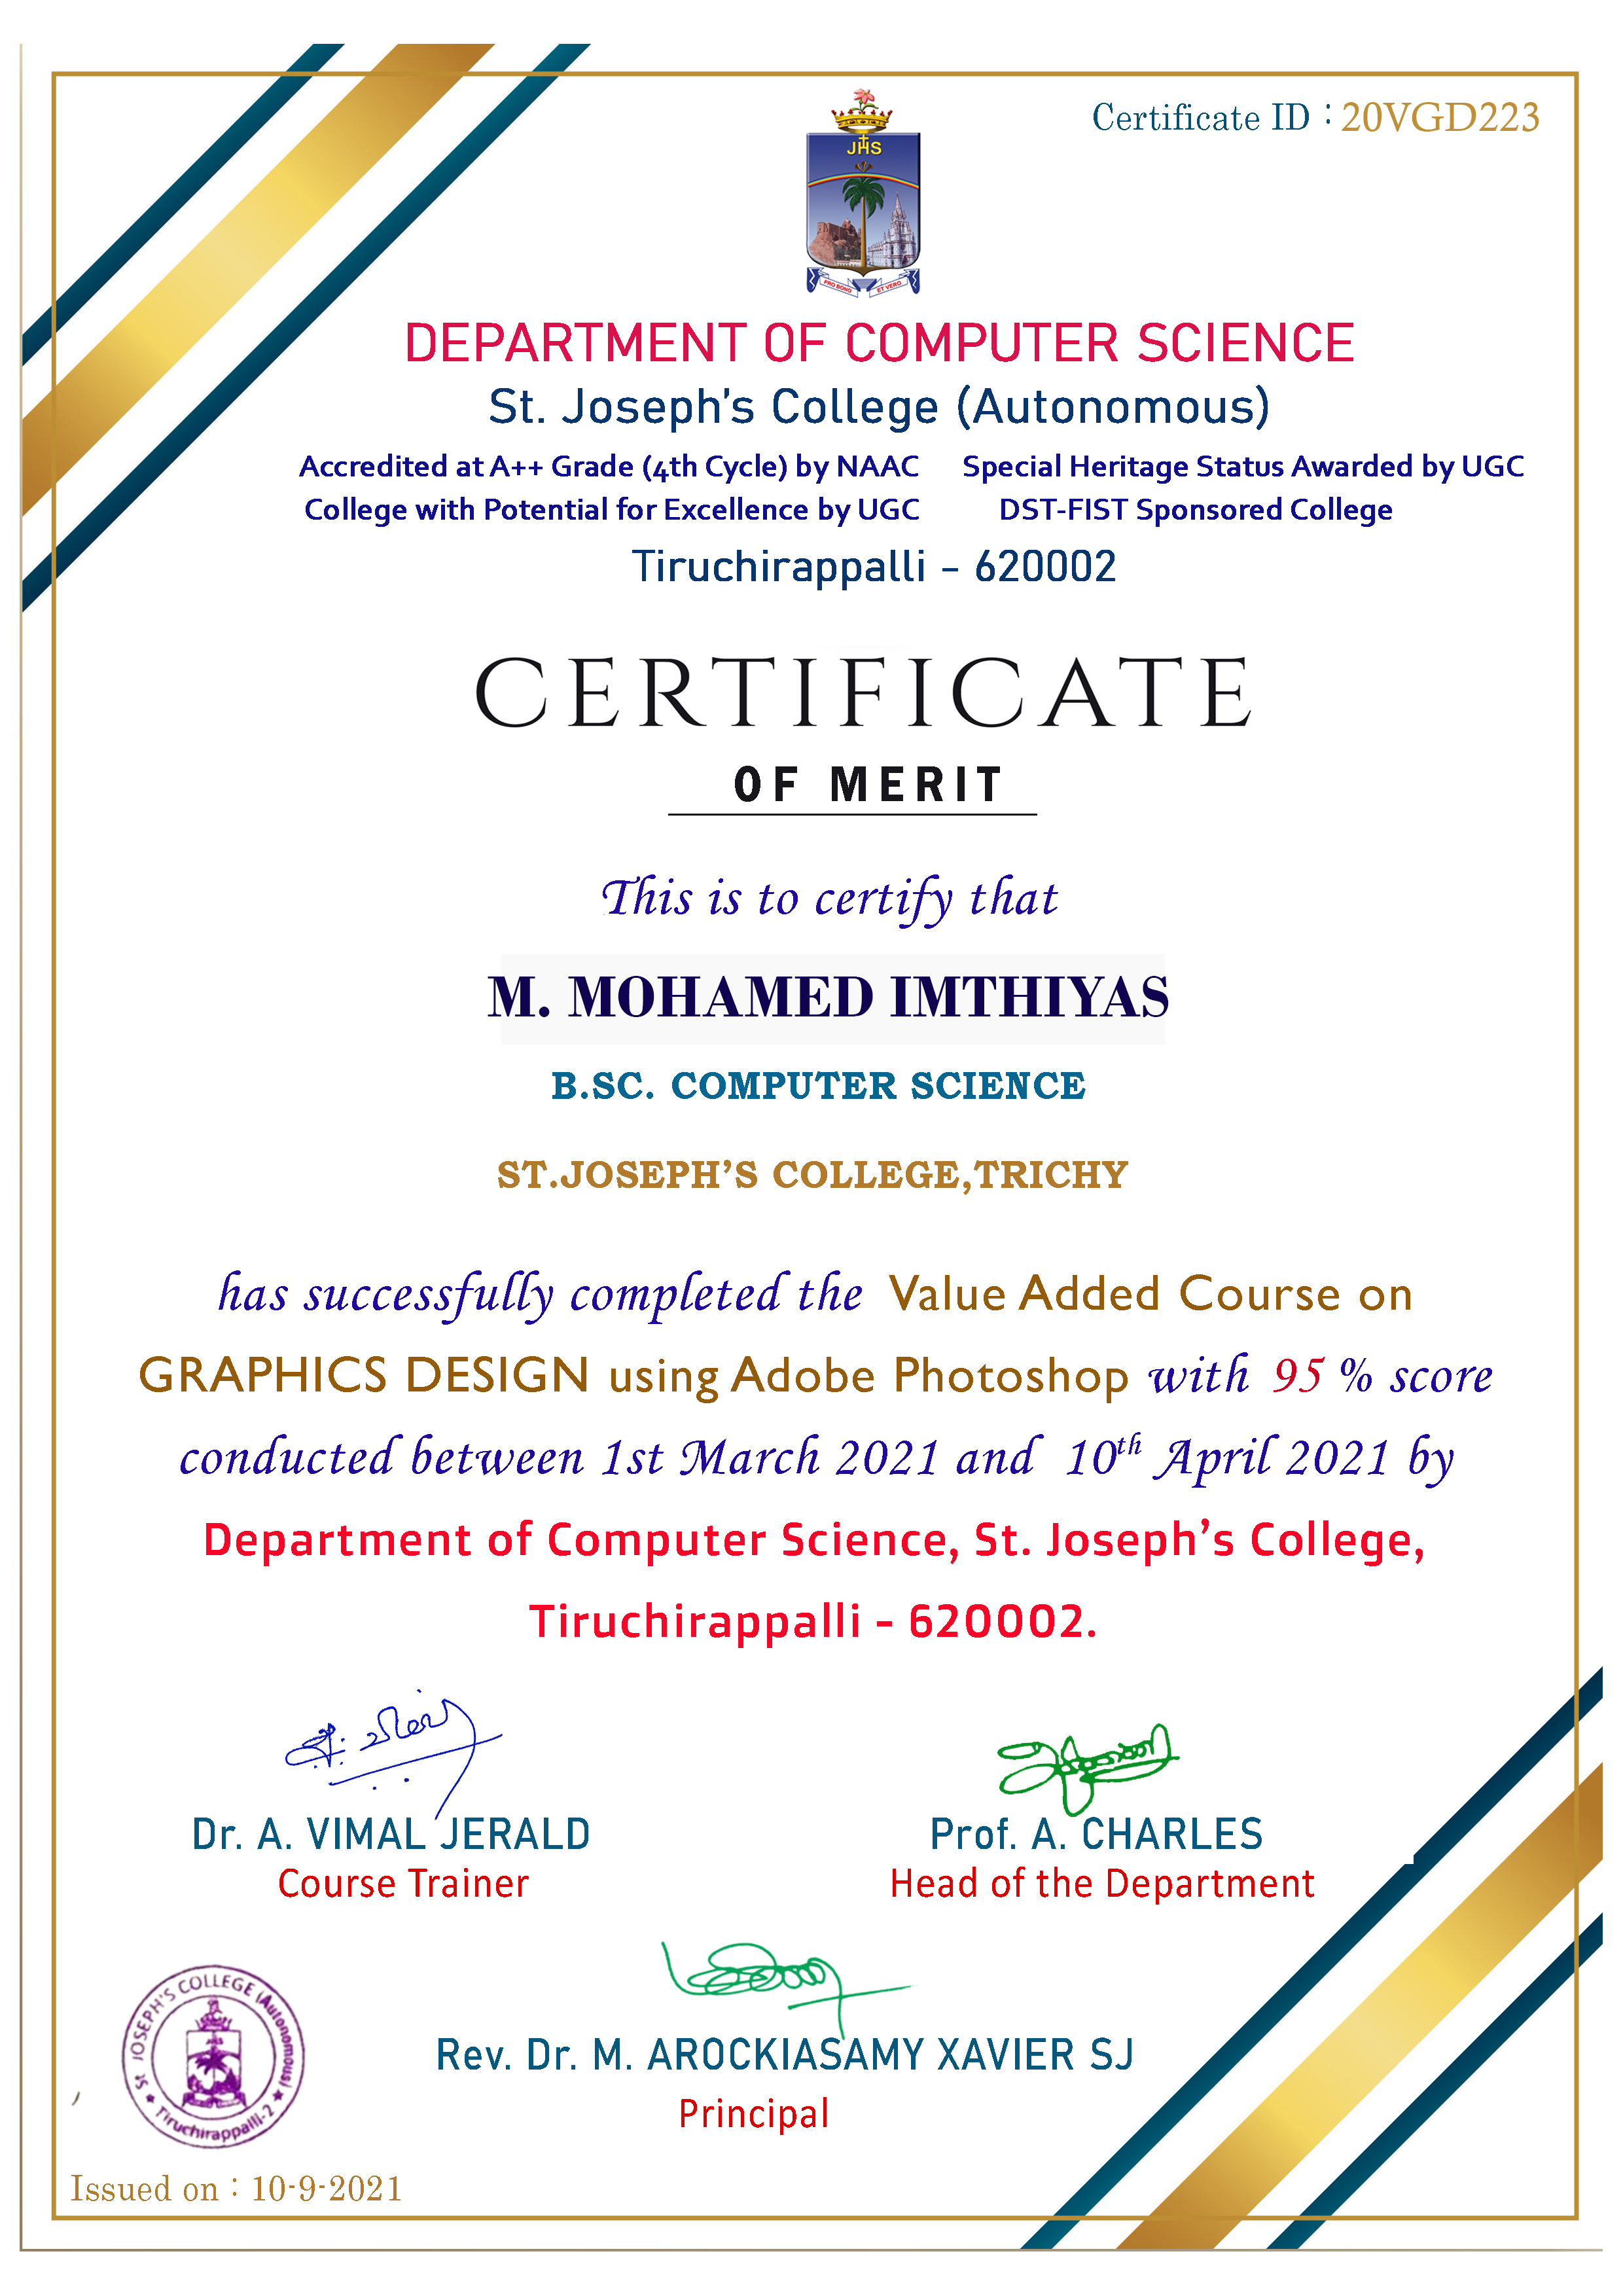 Certificate ID : 20VGD223
JHS
PRO BONO ET VERO
DEPARTMENT OF COMPUTER SCIENCE
St. Joseph's College (Autonomous)
Accredited at A++ Grade (4th Cycle) by NAAC Special Heritage Status Awarded by UGC
College with Potential for Excellence by UGC DST-FIST Sponsored College
Tiruchirappalli - 620002
CERTIFICATE
OF MERIT
This is to certify that
M. MOHAMED IMTHIYAS
B.SC. COMPUTER SCIENCE
ST.JOSEPH'S COLLEGE,TRICHY
has successfully completed the Value Added Course on
GRAPHICS DESIGN using Adobe Photoshop with 95 % score
conducted between 1st March 2021 and 10th April 2021 by
Department of Computer Science, St. Joseph's College,
Tiruchirappalli - 620002.
Dr. A. VIMAL JERALD Prof. A. CHARLES
Course Trainer Head of the Department
Rev. Dr. M. AROCKIASAMY XAVIER SJ
Principal
St JOSEPH'S COLLEGE (Autonomous)
Tiruchirappalli-2
Issued on : 10-9-2021